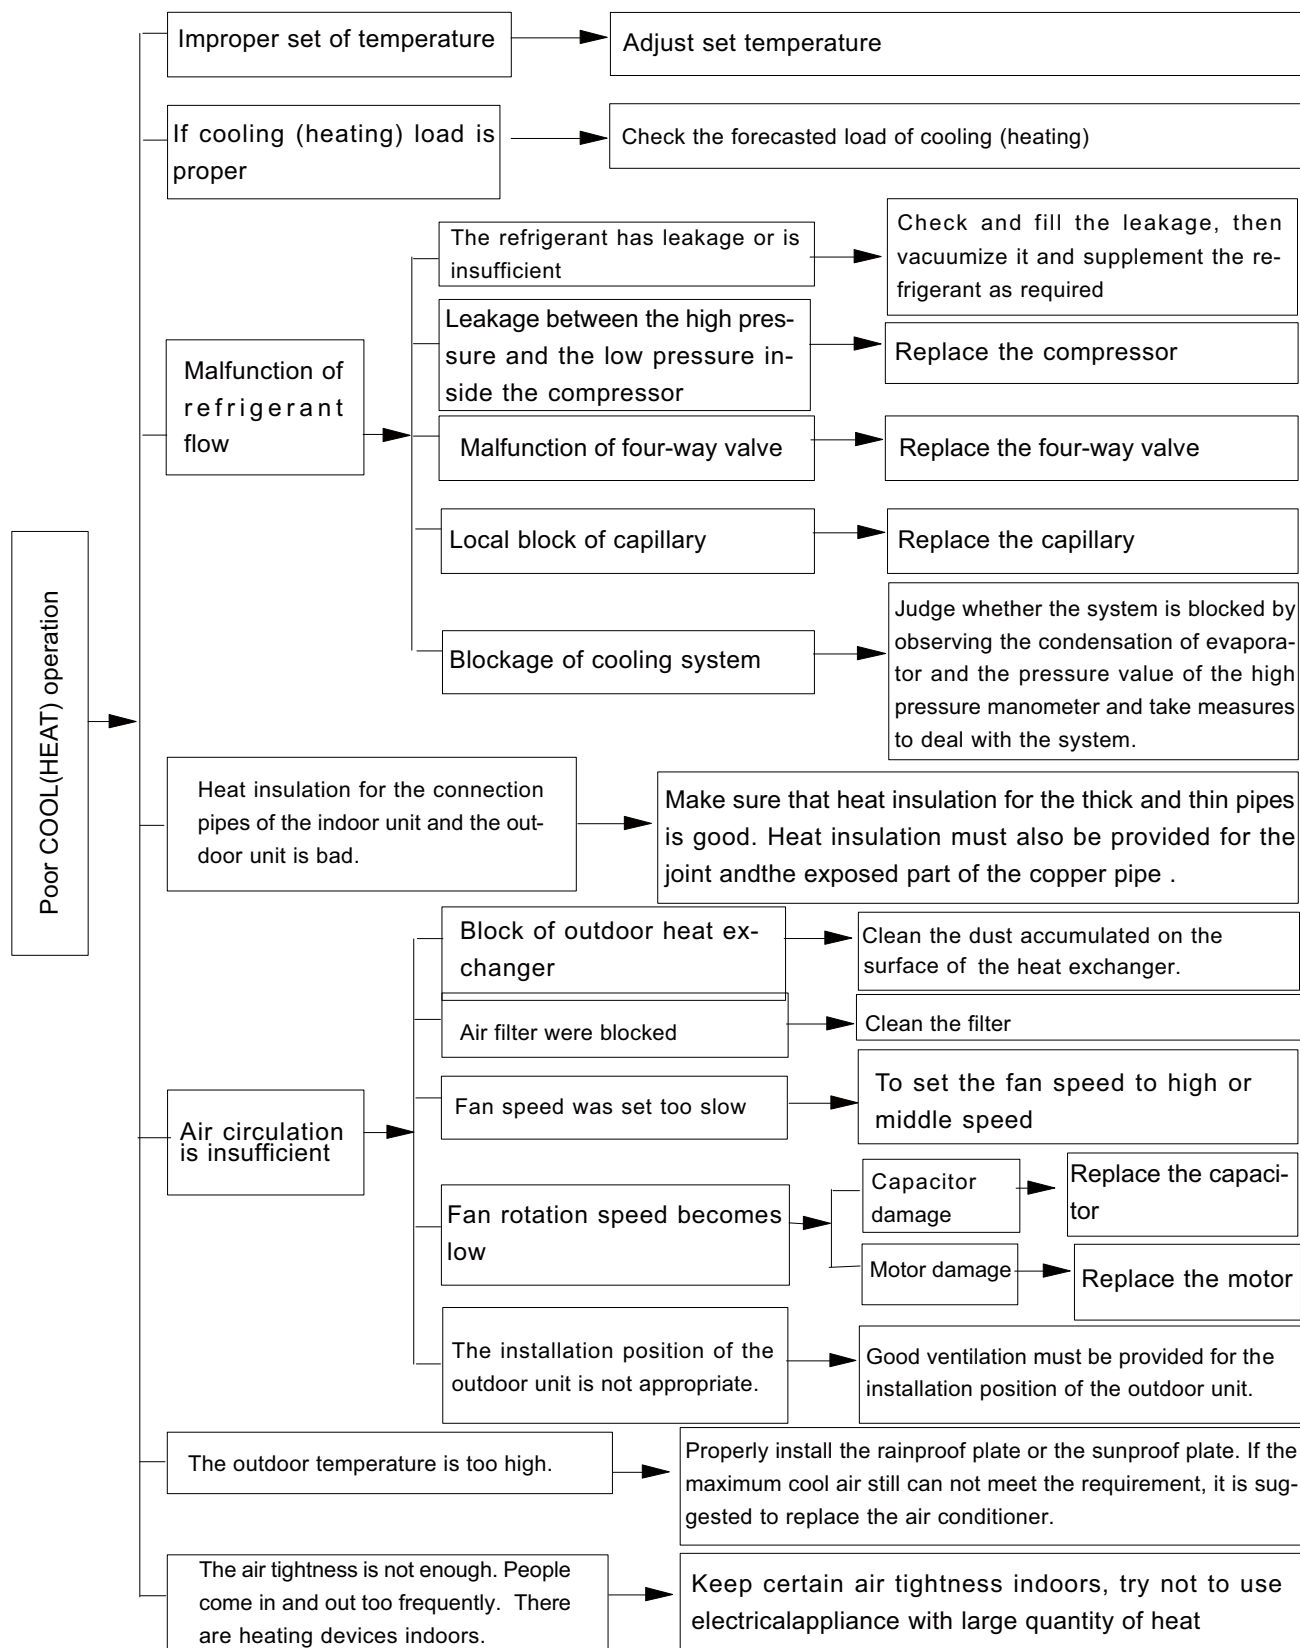 Poor COOL(HEAT) operation
Improper set of temperature
Adjust set temperature
If cooling (heating) load is
proper
Check the forecasted load of cooling (heating)
Malfunction of
refrigerant
flow
The refrigerant has leakage or is
insufficient
Check and fill the leakage, then
vacuumize it and supplement the re-
frigerant as required
Leakage between the high pres-
sure and the low pressure in-
side the compressor
Replace the compressor
Malfunction of four-way valve
Replace the four-way valve
Local block of capillary
Replace the capillary
Blockage of cooling system
Judge whether the system is blocked by
observing the condensation of evapora-
tor and the pressure value of the high
pressure manometer and take measures
to deal with the system.
Heat insulation for the connection
pipes of the indoor unit and the out-
door unit is bad.
Make sure that heat insulation for the thick and thin pipes
is good. Heat insulation must also be provided for the
joint andthe exposed part of the copper pipe .
Air circulation
is insufficient
Block of outdoor heat ex-
changer
Clean the dust accumulated on the
surface of the heat exchanger.
Air filter were blocked
Clean the filter
Fan speed was set too slow
To set the fan speed to high or
middle speed
Fan rotation speed becomes
low
Capacitor
damage
Replace the capaci-
tor
Motor damage
Replace the motor
The installation position of the
outdoor unit is not appropriate.
Good ventilation must be provided for the
installation position of the outdoor unit.
The outdoor temperature is too high.
Properly install the rainproof plate or the sunproof plate. If the
maximum cool air still can not meet the requirement, it is sug-
gested to replace the air conditioner.
The air tightness is not enough. People
come in and out too frequently. There
are heating devices indoors.
Keep certain air tightness indoors, try not to use
electricalappliance with large quantity of heat